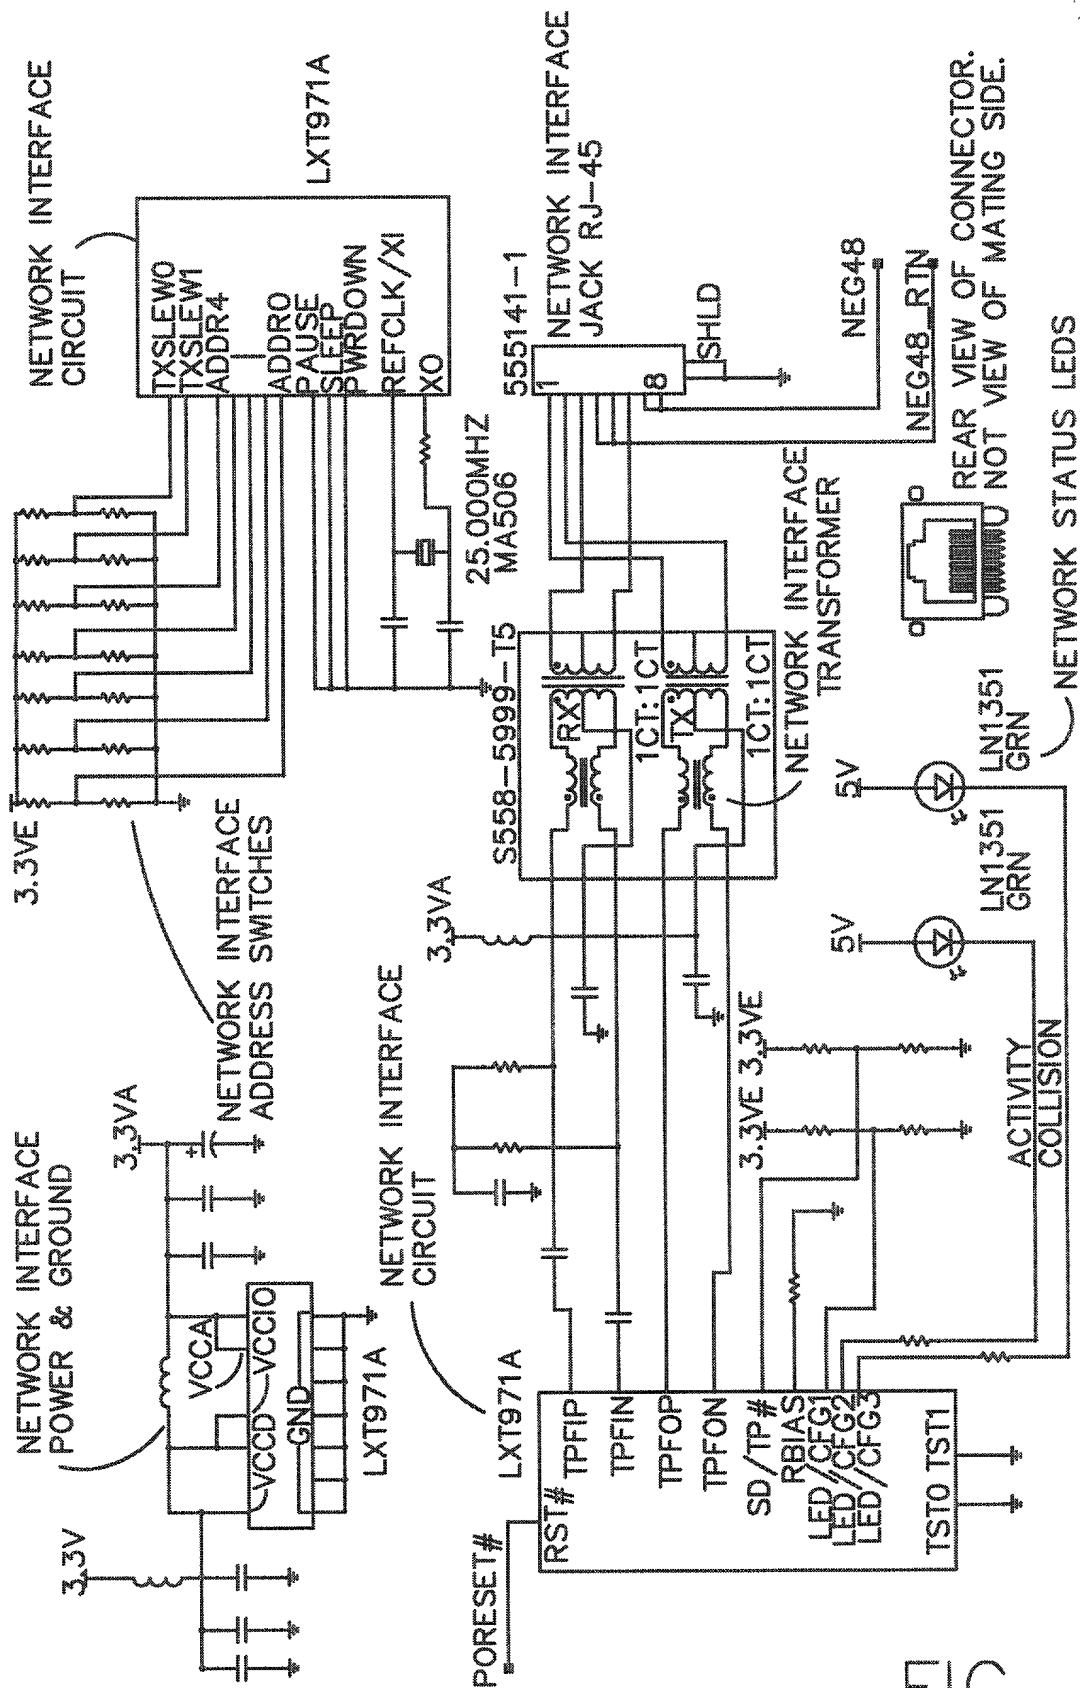 NETWORK INTERFACE
POWER & GROUND
3.3V
3.3VA
VCCA
VCCD
VCCIO
GND
LXT971A
3.3VE
NETWORK INTERFACE
ADDRESS SWITCHES
NETWORK INTERFACE
CIRCUIT
TXSLEW0
TXSLEW1
ADDR4
ADDR0
PAUSE
SLEEP
PWRDOWN
REFCLK/XI
XO
LXT971A
25.000MHZ
MA506
NETWORK INTERFACE
CIRCUIT
LXT971A
PORESET#
RST#
TPFIP
TPFIN
TPFOP
TPFON
SD/TP#
RBIAS
LED/CFG1
LED/CFG2
LED/CFG3
TST0 TST1
3.3VA
S558-5999-T5
RX
1CT:1CT
TX
1CT:1CT
NETWORK INTERFACE
TRANSFORMER
555141-1
NETWORK INTERFACE
JACK RJ-45
1
8
SHLD
NEG48
NEG48_RTN
3.3VE 3.3VE
ACTIVITY
COLLISION
5V
5V
LN1351
GRN
LN1351
GRN
REAR VIEW OF CONNECTOR.
NOT VIEW OF MATING SIDE.
NETWORK STATUS LEDS